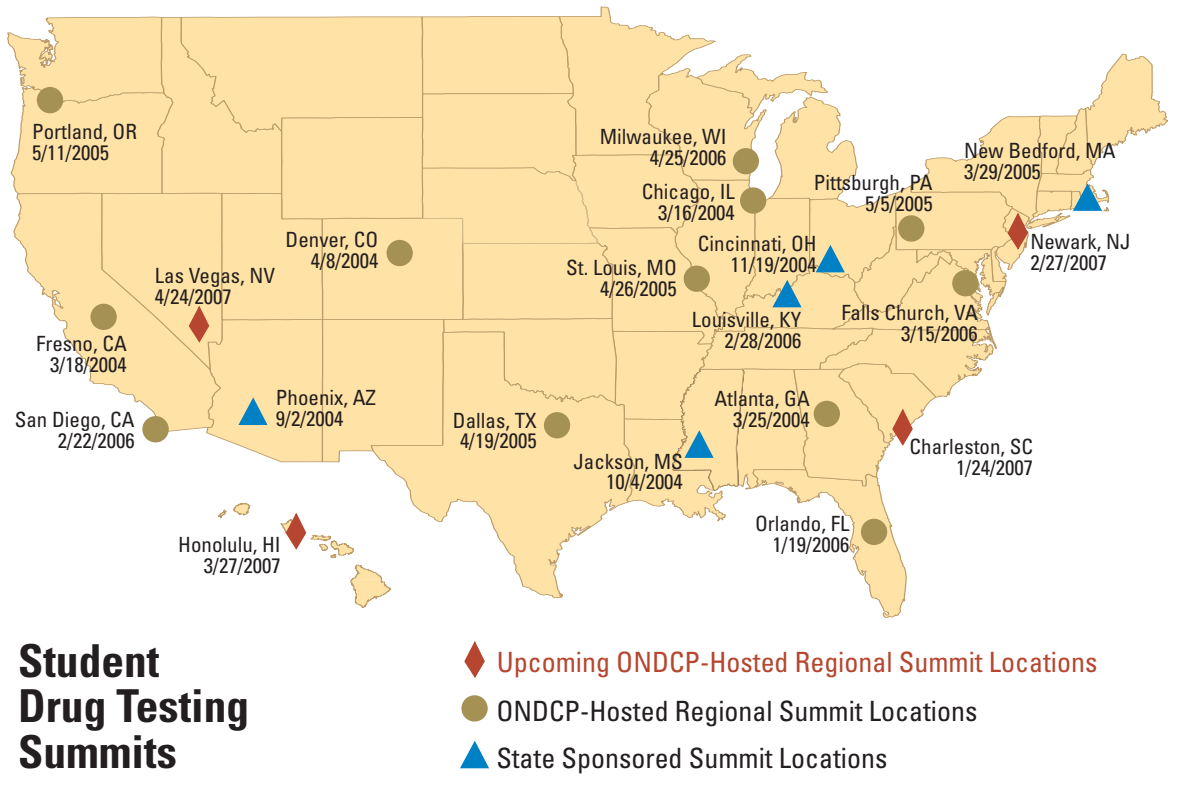 Portland, OR
5/11/2005
Milwaukee, WI
4/25/2006
New Bedford, MA
3/29/2005
Chicago, IL
3/16/2004
Pittsburgh, PA
5/5/2005
Denver, CO
4/8/2004
Cincinnati, OH
11/19/2004
Newark, NJ
2/27/2007
Las Vegas, NV
4/24/2007
St. Louis, MO
4/26/2005
Louisville, KY
2/28/2006
Falls Church, VA
3/15/2006
Fresno, CA
3/18/2004
Phoenix, AZ
9/2/2004
San Diego, CA
2/22/2006
Dallas, TX
4/19/2005
Atlanta, GA
3/25/2004
Jackson, MS
10/4/2004
Charleston, SC
1/24/2007
Orlando, FL
1/19/2006
Honolulu, HI
3/27/2007
Student
Drug Testing
Summits
Upcoming ONDCP-Hosted Regional Summit Locations
ONDCP-Hosted Regional Summit Locations
State Sponsored Summit Locations